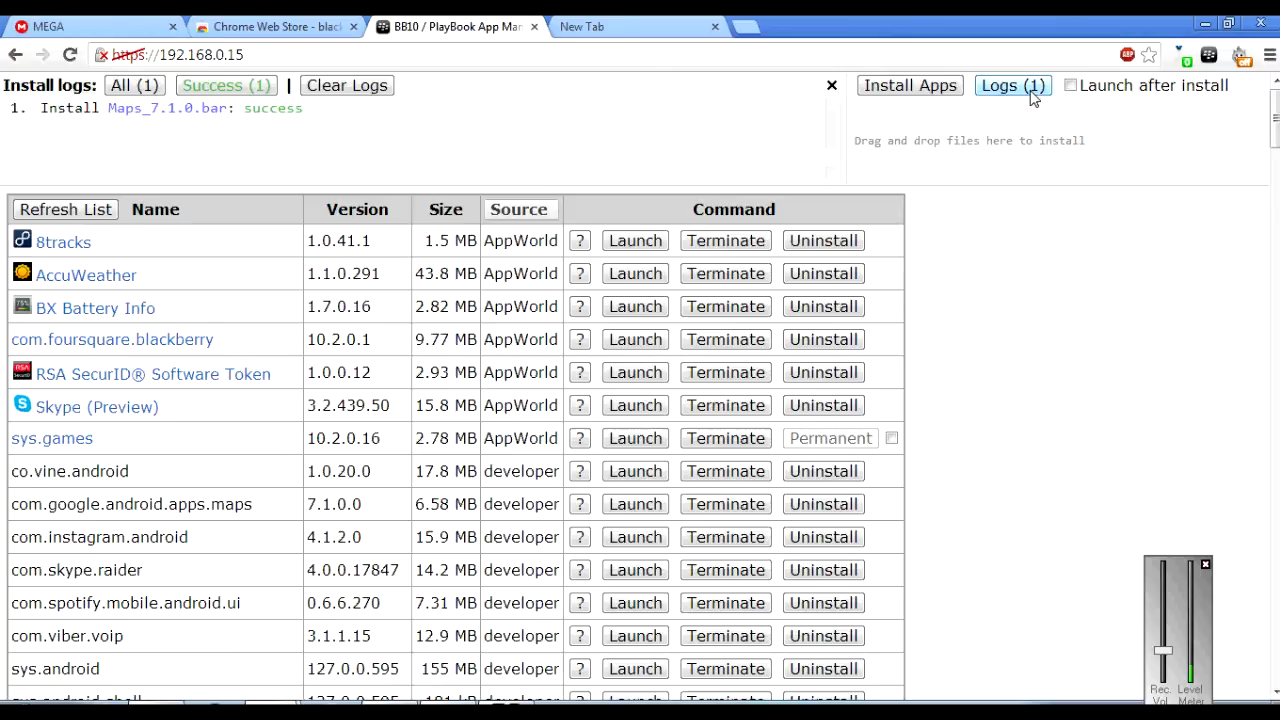 MEGA
Chrome Web Store - blac
BB10 / PlayBook App Man
New Tab
https://192.168.0.15
Install logs: All (1) Success (1) | Clear Logs
1. Install Maps_7.1.0.bar: success
Install Apps Logs (1) Launch after install
Drag and drop files here to install
Refresh List Name Version Size Source Command
8tracks 1.0.41.1 1.5 MB AppWorld ? Launch Terminate Uninstall
AccuWeather 1.1.0.291 43.8 MB AppWorld ? Launch Terminate Uninstall
BX Battery Info 1.7.0.16 2.82 MB AppWorld ? Launch Terminate Uninstall
com.foursquare.blackberry 10.2.0.1 9.77 MB AppWorld ? Launch Terminate Uninstall
RSA SecurID® Software Token 1.0.0.12 2.93 MB AppWorld ? Launch Terminate Uninstall
Skype (Preview) 3.2.439.50 15.8 MB AppWorld ? Launch Terminate Uninstall
sys.games 10.2.0.16 2.78 MB AppWorld ? Launch Terminate Permanent
co.vine.android 1.0.20.0 17.8 MB developer ? Launch Terminate Uninstall
com.google.android.apps.maps 7.1.0.0 6.58 MB developer ? Launch Terminate Uninstall
com.instagram.android 4.1.2.0 15.9 MB developer ? Launch Terminate Uninstall
com.skype.raider 4.0.0.17847 14.2 MB developer ? Launch Terminate Uninstall
com.spotify.mobile.android.ui 0.6.6.270 7.31 MB developer ? Launch Terminate Uninstall
com.viber.voip 3.1.1.15 12.9 MB developer ? Launch Terminate Uninstall
sys.android 127.0.0.595 155 MB developer ? Launch Terminate Uninstall
Rec. Level
Vol Meter